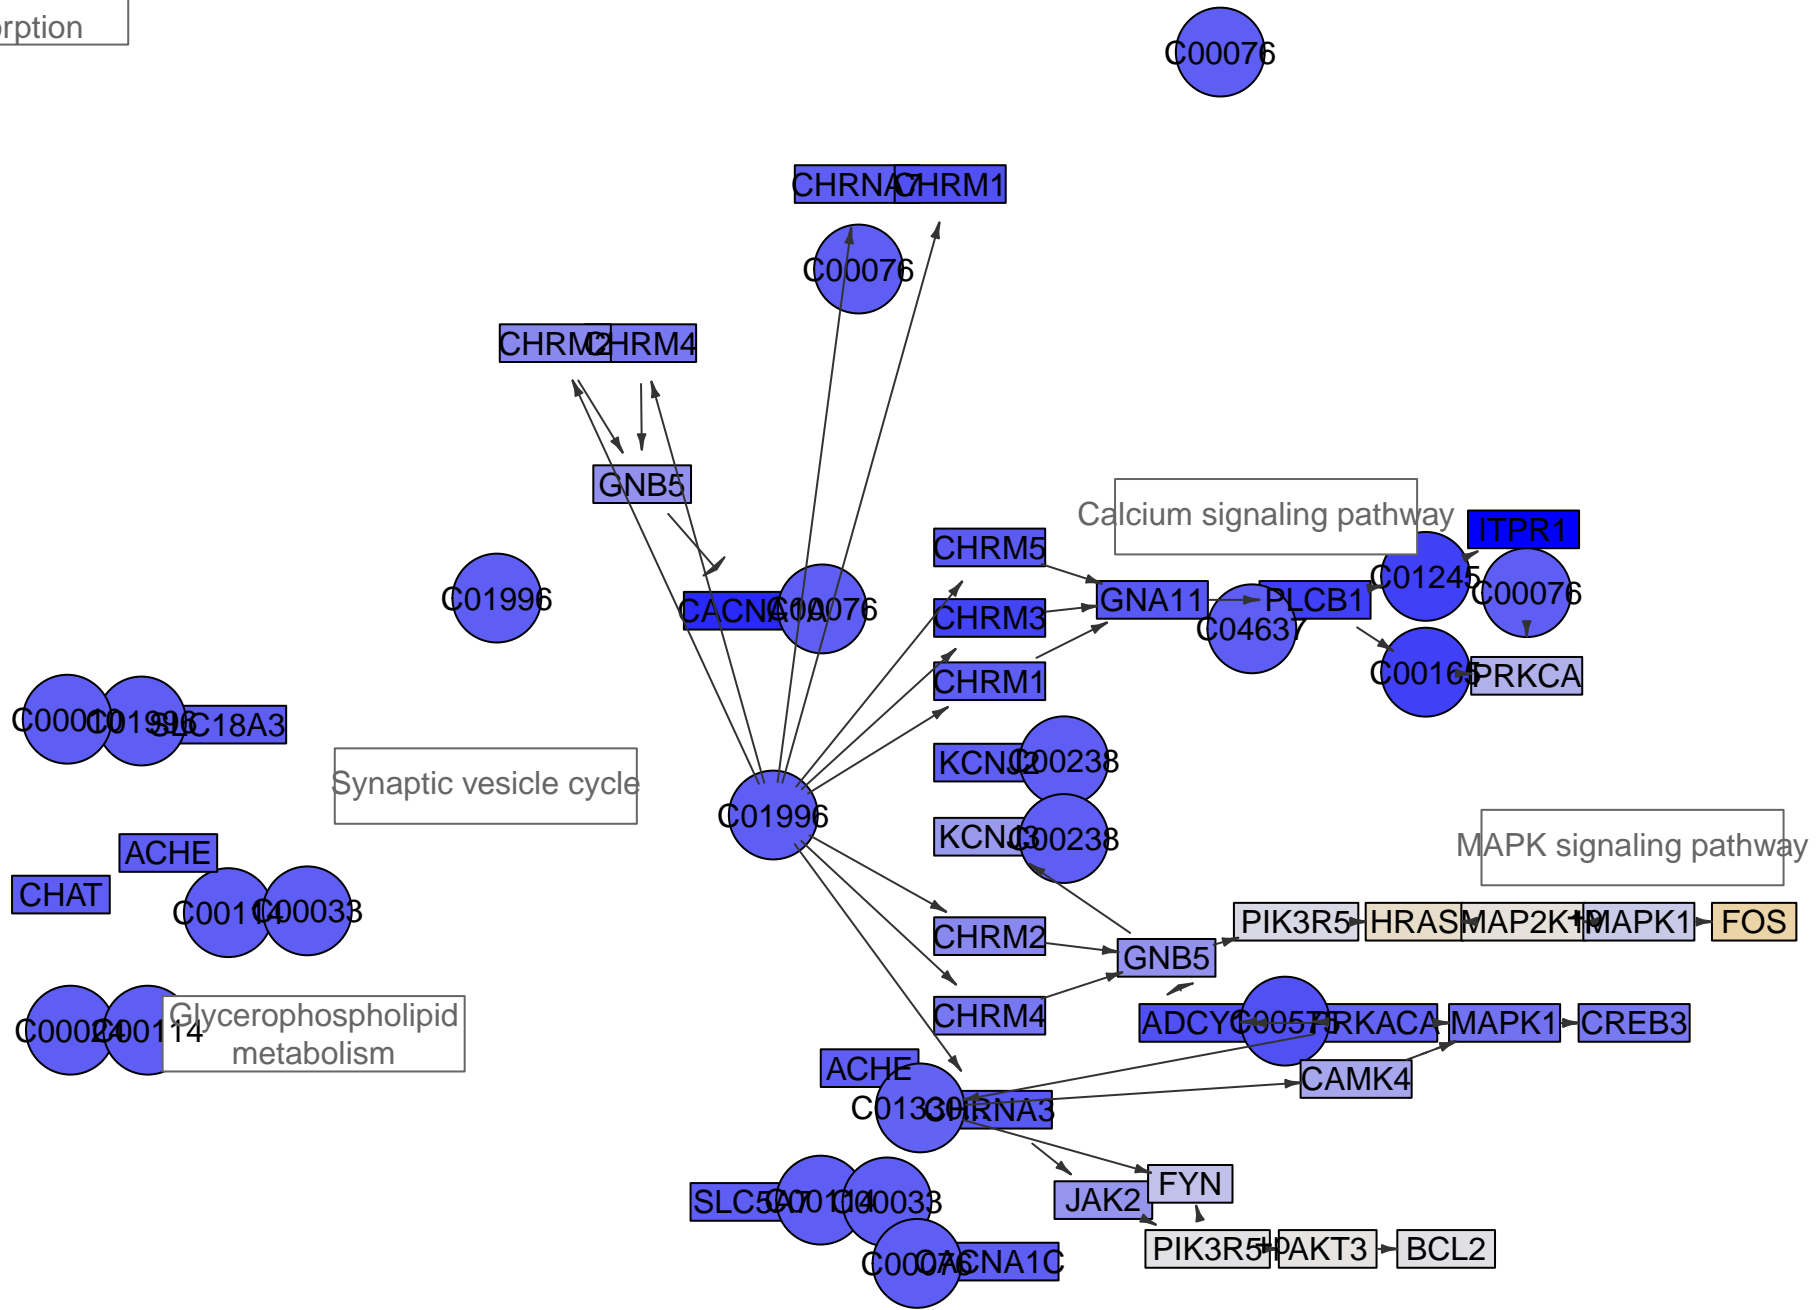 rption
C00076
CHRNA7
CHRM1
C00076
CHRM2
CHRM4
GNB5
Calcium signaling pathway
ITPR1
CHRM5
C01245
C01996
CACNA1A
C00076
CHRM3
GNA11
C04637
PLCB1
C00076
CHRM1
C00165
PRKCA
C00010
C01996
SLC18A3
Synaptic vesicle cycle
KCNJ2
C00238
C01996
KCNJ3
C00238
MAPK signaling pathway
ACHE
CHAT
C00114
C00033
CHRM2
GNB5
PIK3R5
HRAS
MAP2K1
+p
MAPK1
FOS
C00024
C00114
Glycerophospholipid
metabolism
CHRM4
C00575
PRKACA
MAPK1
CREB3
ACHE
CAMK4
C01330...
CHRNA3
SLC5A7
C00114
C00033
JAK2
FYN
C00076
CACNA1C
PIK3R5
+p
AKT3
BCL2